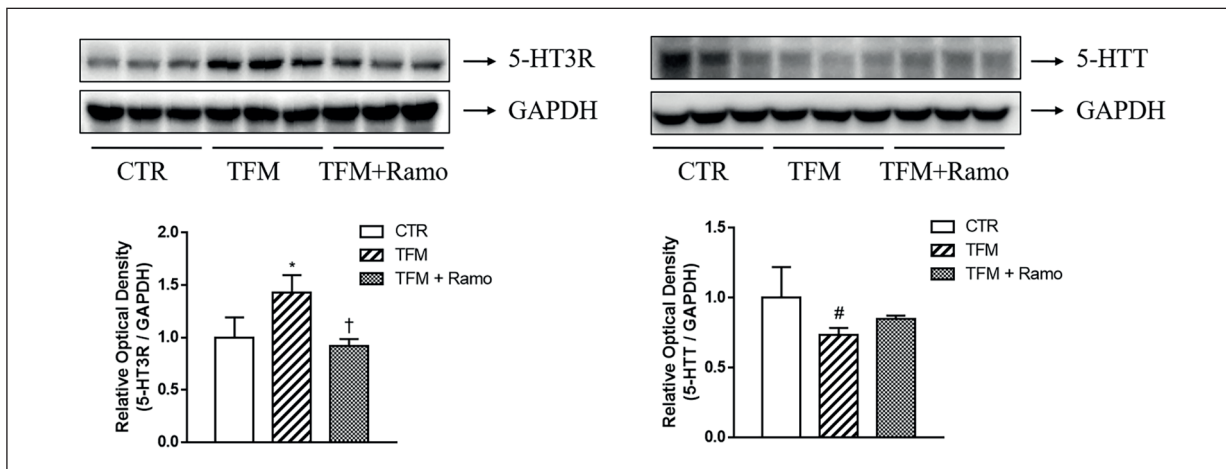 5-HT3R
GAPDH
CTR TFM TFM+Ramo
2.0
1.5
1.0
0.5
0.0
Relative Optical Density
(5-HT3R / GAPDH)
*
†
CTR
TFM
TFM + Ramo
5-HTT
GAPDH
CTR TFM TFM+Ramo
1.5
1.0
0.5
0.0
Relative Optical Density
(5-HTT / GAPDH)
#
CTR
TFM
TFM + Ramo